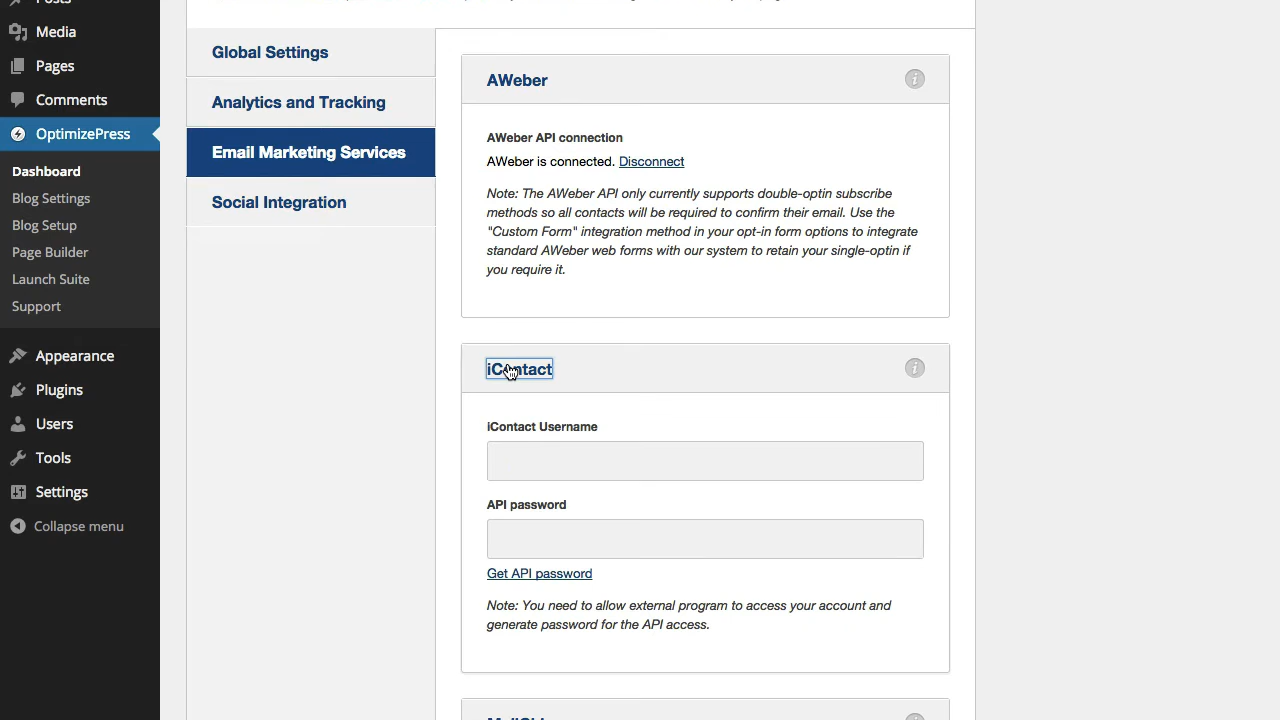 Posts
Media
Pages
Comments
OptimizePress
Dashboard
Blog Settings
Blog Setup
Page Builder
Launch Suite
Support
Appearance
Plugins
Users
Tools
Settings
Collapse menu
Global Settings
Analytics and Tracking
Email Marketing Services
Social Integration
AWeber
AWeber API connection
AWeber is connected. Disconnect
Note: The AWeber API only currently supports double-optin subscribe
methods so all contacts will be required to confirm their email. Use the
"Custom Form" integration method in your opt-in form options to integrate
standard AWeber web forms with our system to retain your single-optin if
you require it.
iContact
iContact Username
API password
Get API password
Note: You need to allow external program to access your account and
generate password for the API access.